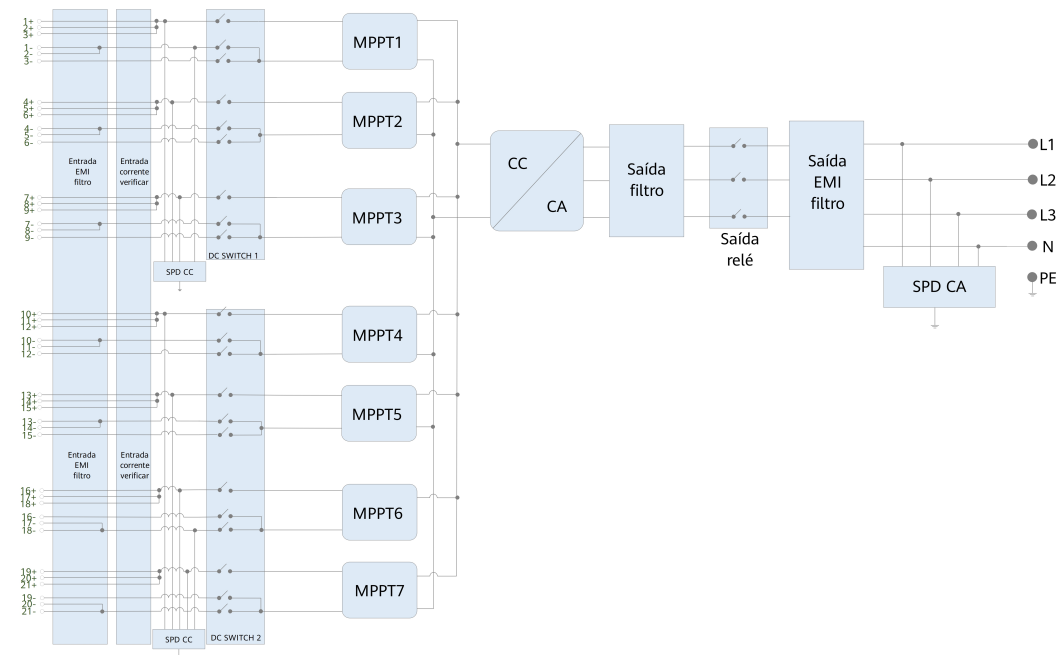 1+
2+
3+
1-
2-
3-
MPPT1
4+
5+
6+
4-
5-
6-
MPPT2
Entrada
EMI
filtro
Entrada
corrente
verificar
7+
8+
9+
7-
8-
9-
MPPT3
DC SWITCH 1
SPD CC
CC
CA
Saída
filtro
Saída
relé
Saída
EMI
filtro
L1
L2
L3
N
PE
SPD CA
10+
11+
12+
10-
11-
12-
MPPT4
13+
14+
15+
13-
14-
15-
MPPT5
Entrada
EMI
filtro
Entrada
corrente
verificar
16+
17+
18+
16-
17-
18-
MPPT6
19+
20+
21+
19-
20-
21-
MPPT7
SPD CC
DC SWITCH 2